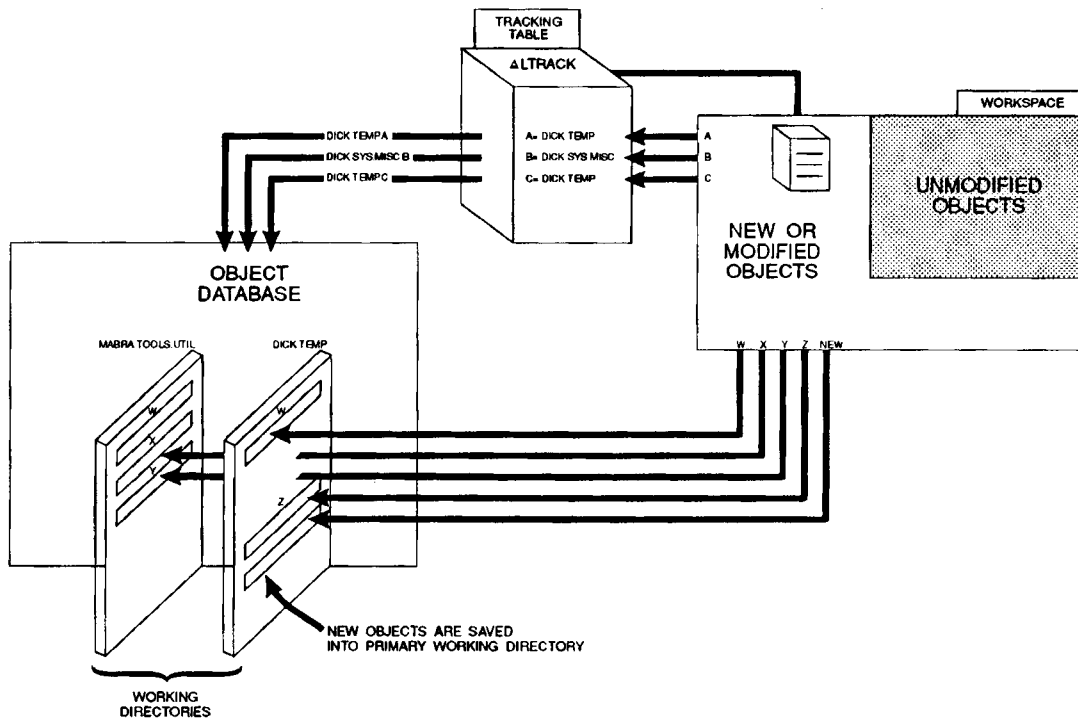 TRACKING
TABLE
ΔLTRACK
WORKSPACE
DICK TEMP.A
A= DICK TEMP
A
DICK SYS.MISC B
B= DICK SYS.MISC
B
DICK TEMP.C
C= DICK TEMP
C
UNMODIFIED
OBJECTS
NEW OR
MODIFIED
OBJECTS
OBJECT
DATABASE
MABRA TOOLS.UTIL
DICK TEMP
W X Y Z NEW
W
X
Y
W
Z
NEW OBJECTS ARE SAVED
INTO PRIMARY WORKING DIRECTORY
WORKING
DIRECTORIES